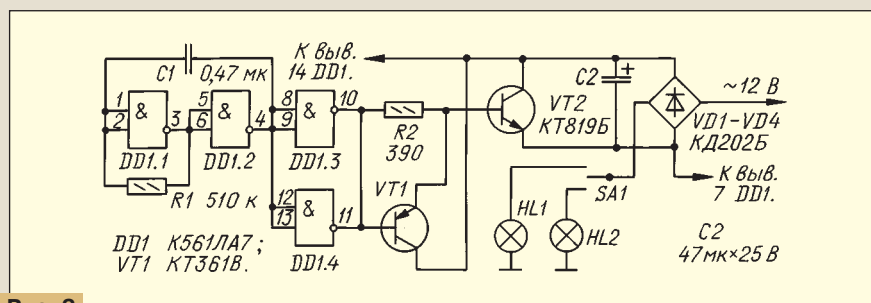 К выв.
14 DD1.
C1 0,47 мк
C2 +
~12 В
1
2
&
3
5
6
&
4
8
9
&
10
R2
390
VT2
КТ819Б
VD1–VD4
КД202Б
DD1.1
DD1.2
DD1.3
R1 510 к
12
13
&
11
VT1
HL1
HL2
SA1
К выв.
7 DD1.
DD1 К561ЛА7;
VT1 КТ361В.
DD1.4
C2
47мк×25 В